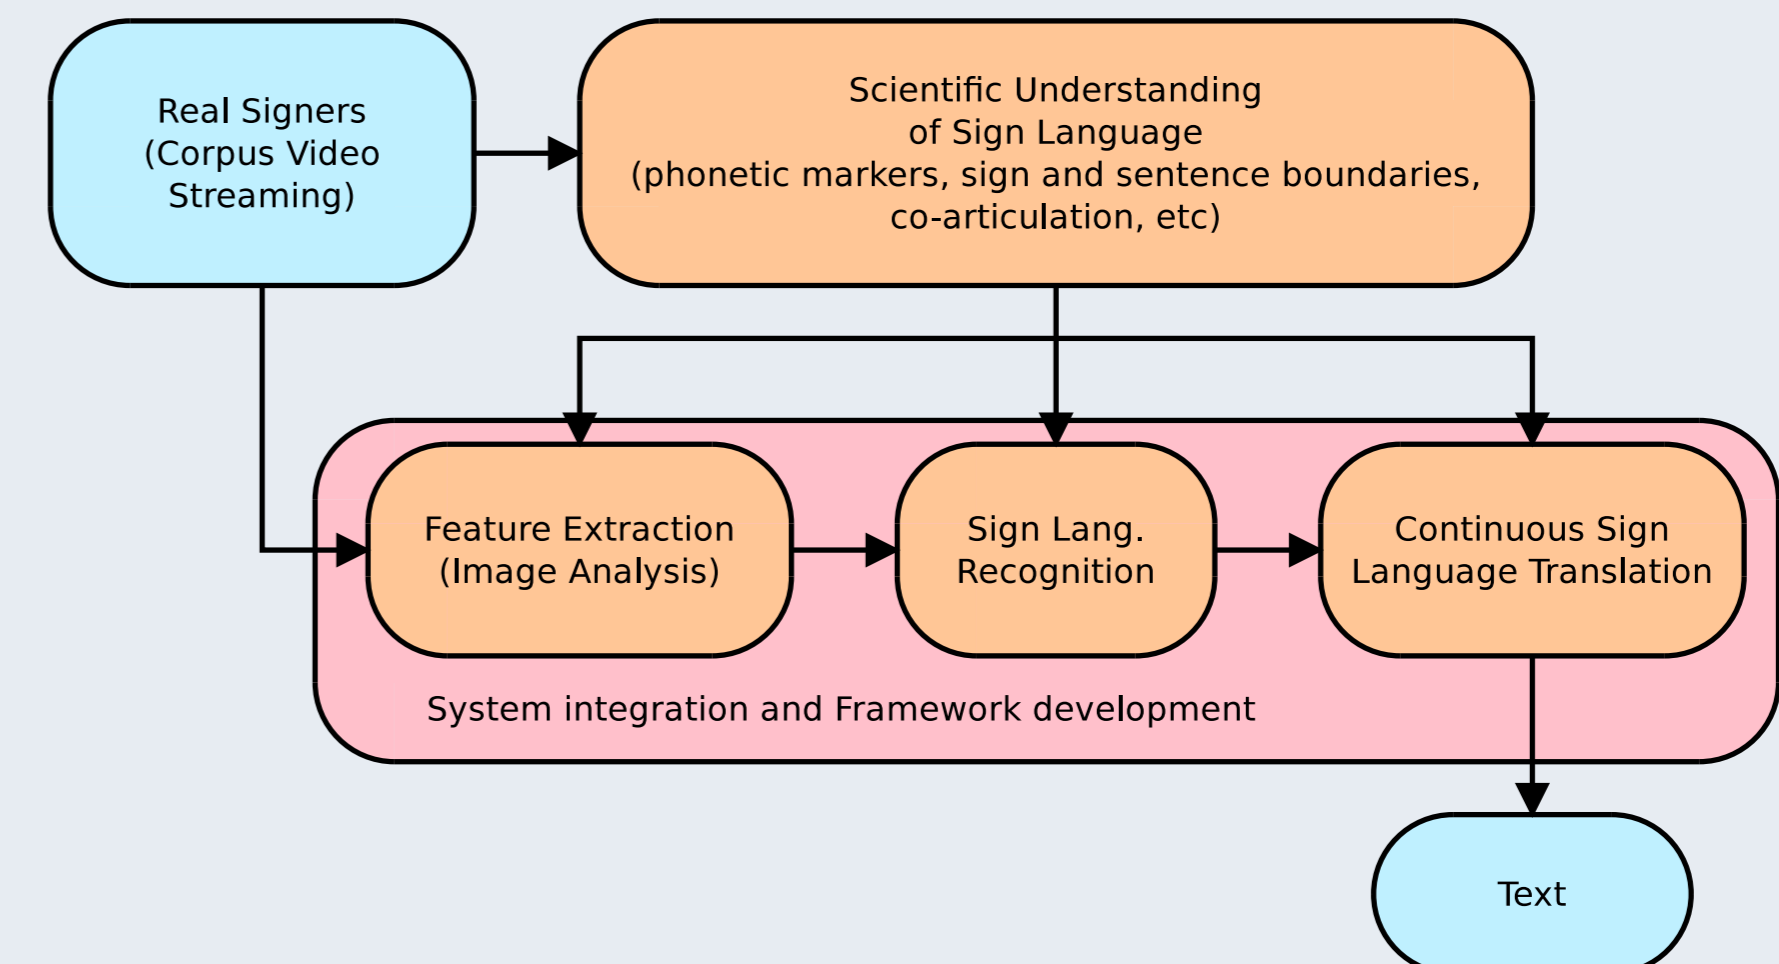 Real Signers
(Corpus Video
Streaming)
Scientific Understanding
of Sign Language
(phonetic markers, sign and sentence boundaries,
co-articulation, etc)
Feature Extraction
(Image Analysis)
Sign Lang.
Recognition
Continuous Sign
Language Translation
System integration and Framework development
Text